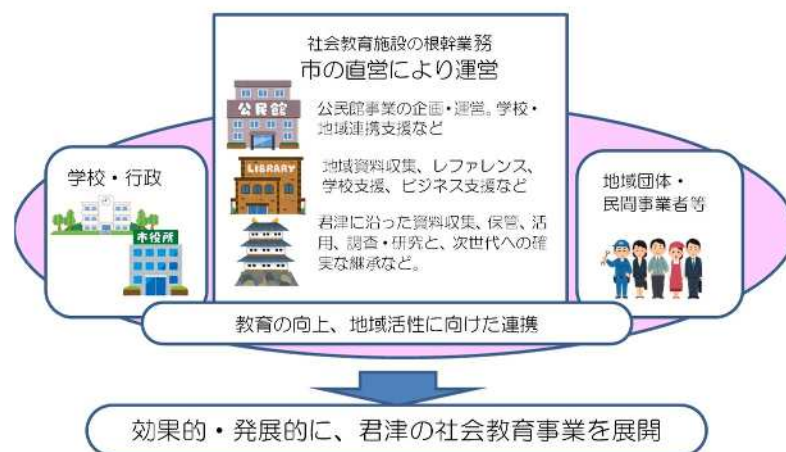 社会教育施設の根幹業務
市の直営により運営
公民館
公民館事業の企画・運営。学校・
地域連携支援など
LIBRARY
地域資料収集、レファレンス、
学校支援、ビジネス支援など
君津に沿った資料収集、保管、活
用、調査・研究と、次世代への確
実な継承など。
学校・行政
市役所
地域団体・
民間事業者等
教育の向上、地域活性に向けた連携
効果的・発展的に、君津の社会教育事業を展開